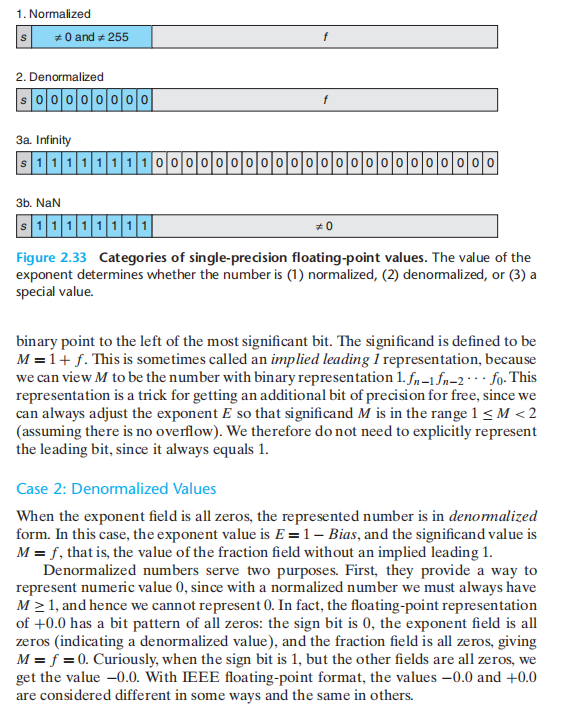 1. Normalized
s ≠ 0 and ≠ 255 f
2. Denormalized
s 0 0 0 0 0 0 0 0 f
3a. Infinity
s 1 1 1 1 1 1 1 1 0 0 0 0 0 0 0 0 0 0 0 0 0 0 0 0 0 0 0 0 0 0 0
3b. NaN
s 1 1 1 1 1 1 1 1 ≠ 0
Figure 2.33 Categories of single-precision floating-point values. The value of the
exponent determines whether the number is (1) normalized, (2) denormalized, or (3) a
special value.
binary point to the left of the most significant bit. The significand is defined to be
M = 1 + f. This is sometimes called an implied leading 1 representation, because
we can view M to be the number with binary representation 1.fₙ₋₁fₙ₋₂ ⋯ f₀. This
representation is a trick for getting an additional bit of precision for free, since we
can always adjust the exponent E so that significand M is in the range 1 ≤ M < 2
(assuming there is no overflow). We therefore do not need to explicitly represent
the leading bit, since it always equals 1.
Case 2: Denormalized Values
When the exponent field is all zeros, the represented number is in denormalized
form. In this case, the exponent value is E = 1 − Bias, and the significand value is
M = f, that is, the value of the fraction field without an implied leading 1.
Denormalized numbers serve two purposes. First, they provide a way to
represent numeric value 0, since with a normalized number we must always have
M ≥ 1, and hence we cannot represent 0. In fact, the floating-point representation
of +0.0 has a bit pattern of all zeros: the sign bit is 0, the exponent field is all
zeros (indicating a denormalized value), and the fraction field is all zeros, giving
M = f = 0. Curiously, when the sign bit is 1, but the other fields are all zeros, we
get the value −0.0. With IEEE floating-point format, the values −0.0 and +0.0
are considered different in some ways and the same in others.